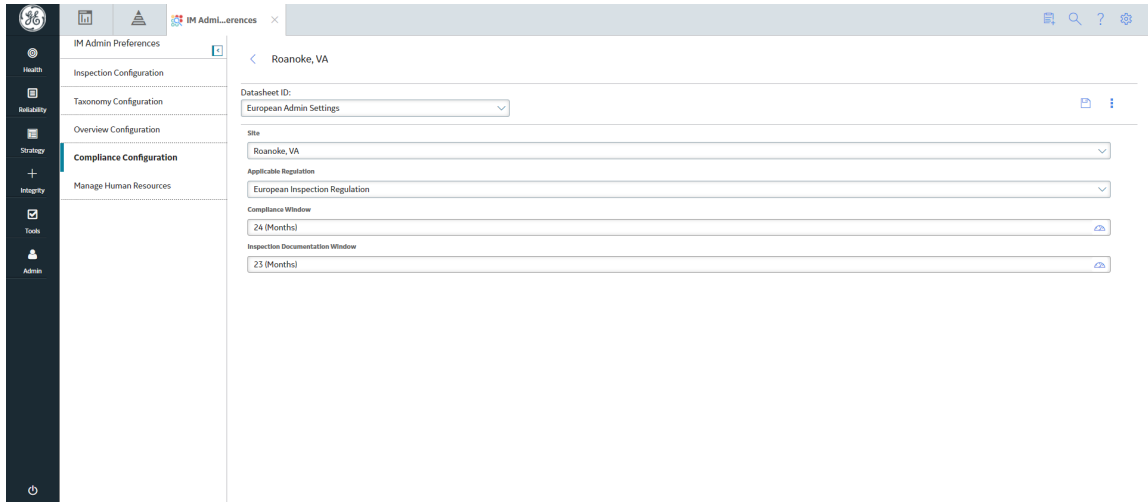 IM Admi...erences
Health
Reliability
Strategy
Integrity
Tools
Admin
IM Admin Preferences
Inspection Configuration
Taxonomy Configuration
Overview Configuration
Compliance Configuration
Manage Human Resources
Roanoke, VA
Datasheet ID:
European Admin Settings
Site
Roanoke, VA
Applicable Regulation
European Inspection Regulation
Compliance Window
24 (Months)
Inspection Documentation Window
23 (Months)